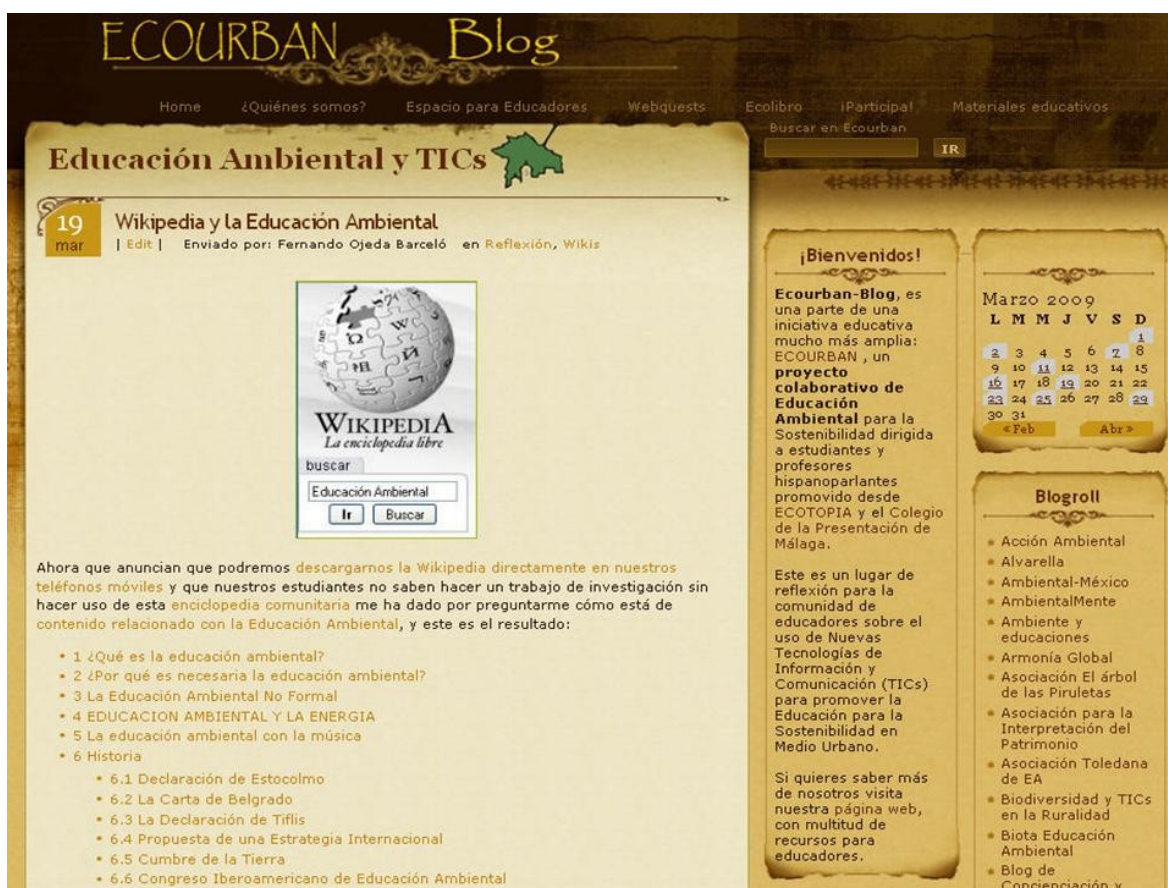 ECOURBAN Blog
Home ¿Quiénes somos? Espacio para Educadores Webquests Ecolibro ¡Participa! Materiales educativos
Buscar en Ecourban
IR
Educación Ambiental y TICs
19
mar
Wikipedia y la Educación Ambiental
| Edit | Enviado por: Fernando Ojeda Barceló en Reflexión, Wikis
WIKIPEDIA
La enciclopedia libre
buscar
Educación Ambiental
Ir Buscar
Ahora que anuncian que podremos descargarnos la Wikipedia directamente en nuestros
teléfonos móviles y que nuestros estudiantes no saben hacer un trabajo de investigación sin
hacer uso de esta enciclopedia comunitaria me ha dado por preguntarme cómo está de
contenido relacionado con la Educación Ambiental, y este es el resultado:
• 1 ¿Qué es la educación ambiental?
• 2 ¿Por qué es necesaria la educación ambiental?
• 3 La Educación Ambiental No Formal
• 4 EDUCACION AMBIENTAL Y LA ENERGIA
• 5 La educación ambiental con la música
• 6 Historia
• 6.1 Declaración de Estocolmo
• 6.2 La Carta de Belgrado
• 6.3 La Declaración de Tiflis
• 6.4 Propuesta de una Estrategia Internacional
• 6.5 Cumbre de la Tierra
• 6.6 Congreso Iberoamericano de Educación Ambiental
¡Bienvenidos!
Ecourban-Blog, es
una parte de una
iniciativa educativa
mucho más amplia:
ECOURBAN , un
proyecto
colaborativo de
Educación
Ambiental para la
Sostenibilidad dirigida
a estudiantes y
profesores
hispanoparlantes
promovido desde
ECOTOPIA y el Colegio
de la Presentación de
Málaga.
Este es un lugar de
reflexión para la
comunidad de
educadores sobre el
uso de Nuevas
Tecnologías de
Información y
Comunicación (TICs)
para promover la
Educación para la
Sostenibilidad en
Medio Urbano.
Si quieres saber más
de nosotros visita
nuestra página web,
con multitud de
recursos para
educadores.
Marzo 2009
L M M J V S D
1
2 3 4 5 6 7 8
9 10 11 12 13 14 15
16 17 18 19 20 21 22
23 24 25 26 27 28 29
30 31
« Feb Abr »
Blogroll
Acción Ambiental
Alvarella
Ambiental-México
AmbientalMente
Ambiente y
educaciones
Armonía Global
Asociación El árbol
de las Piruletas
Asociación para la
Interpretación del
Patrimonio
Asociación Toledana
de EA
Biodiversidad y TICs
en la Ruralidad
Biota Educación
Ambiental
Blog de
Concienciación y